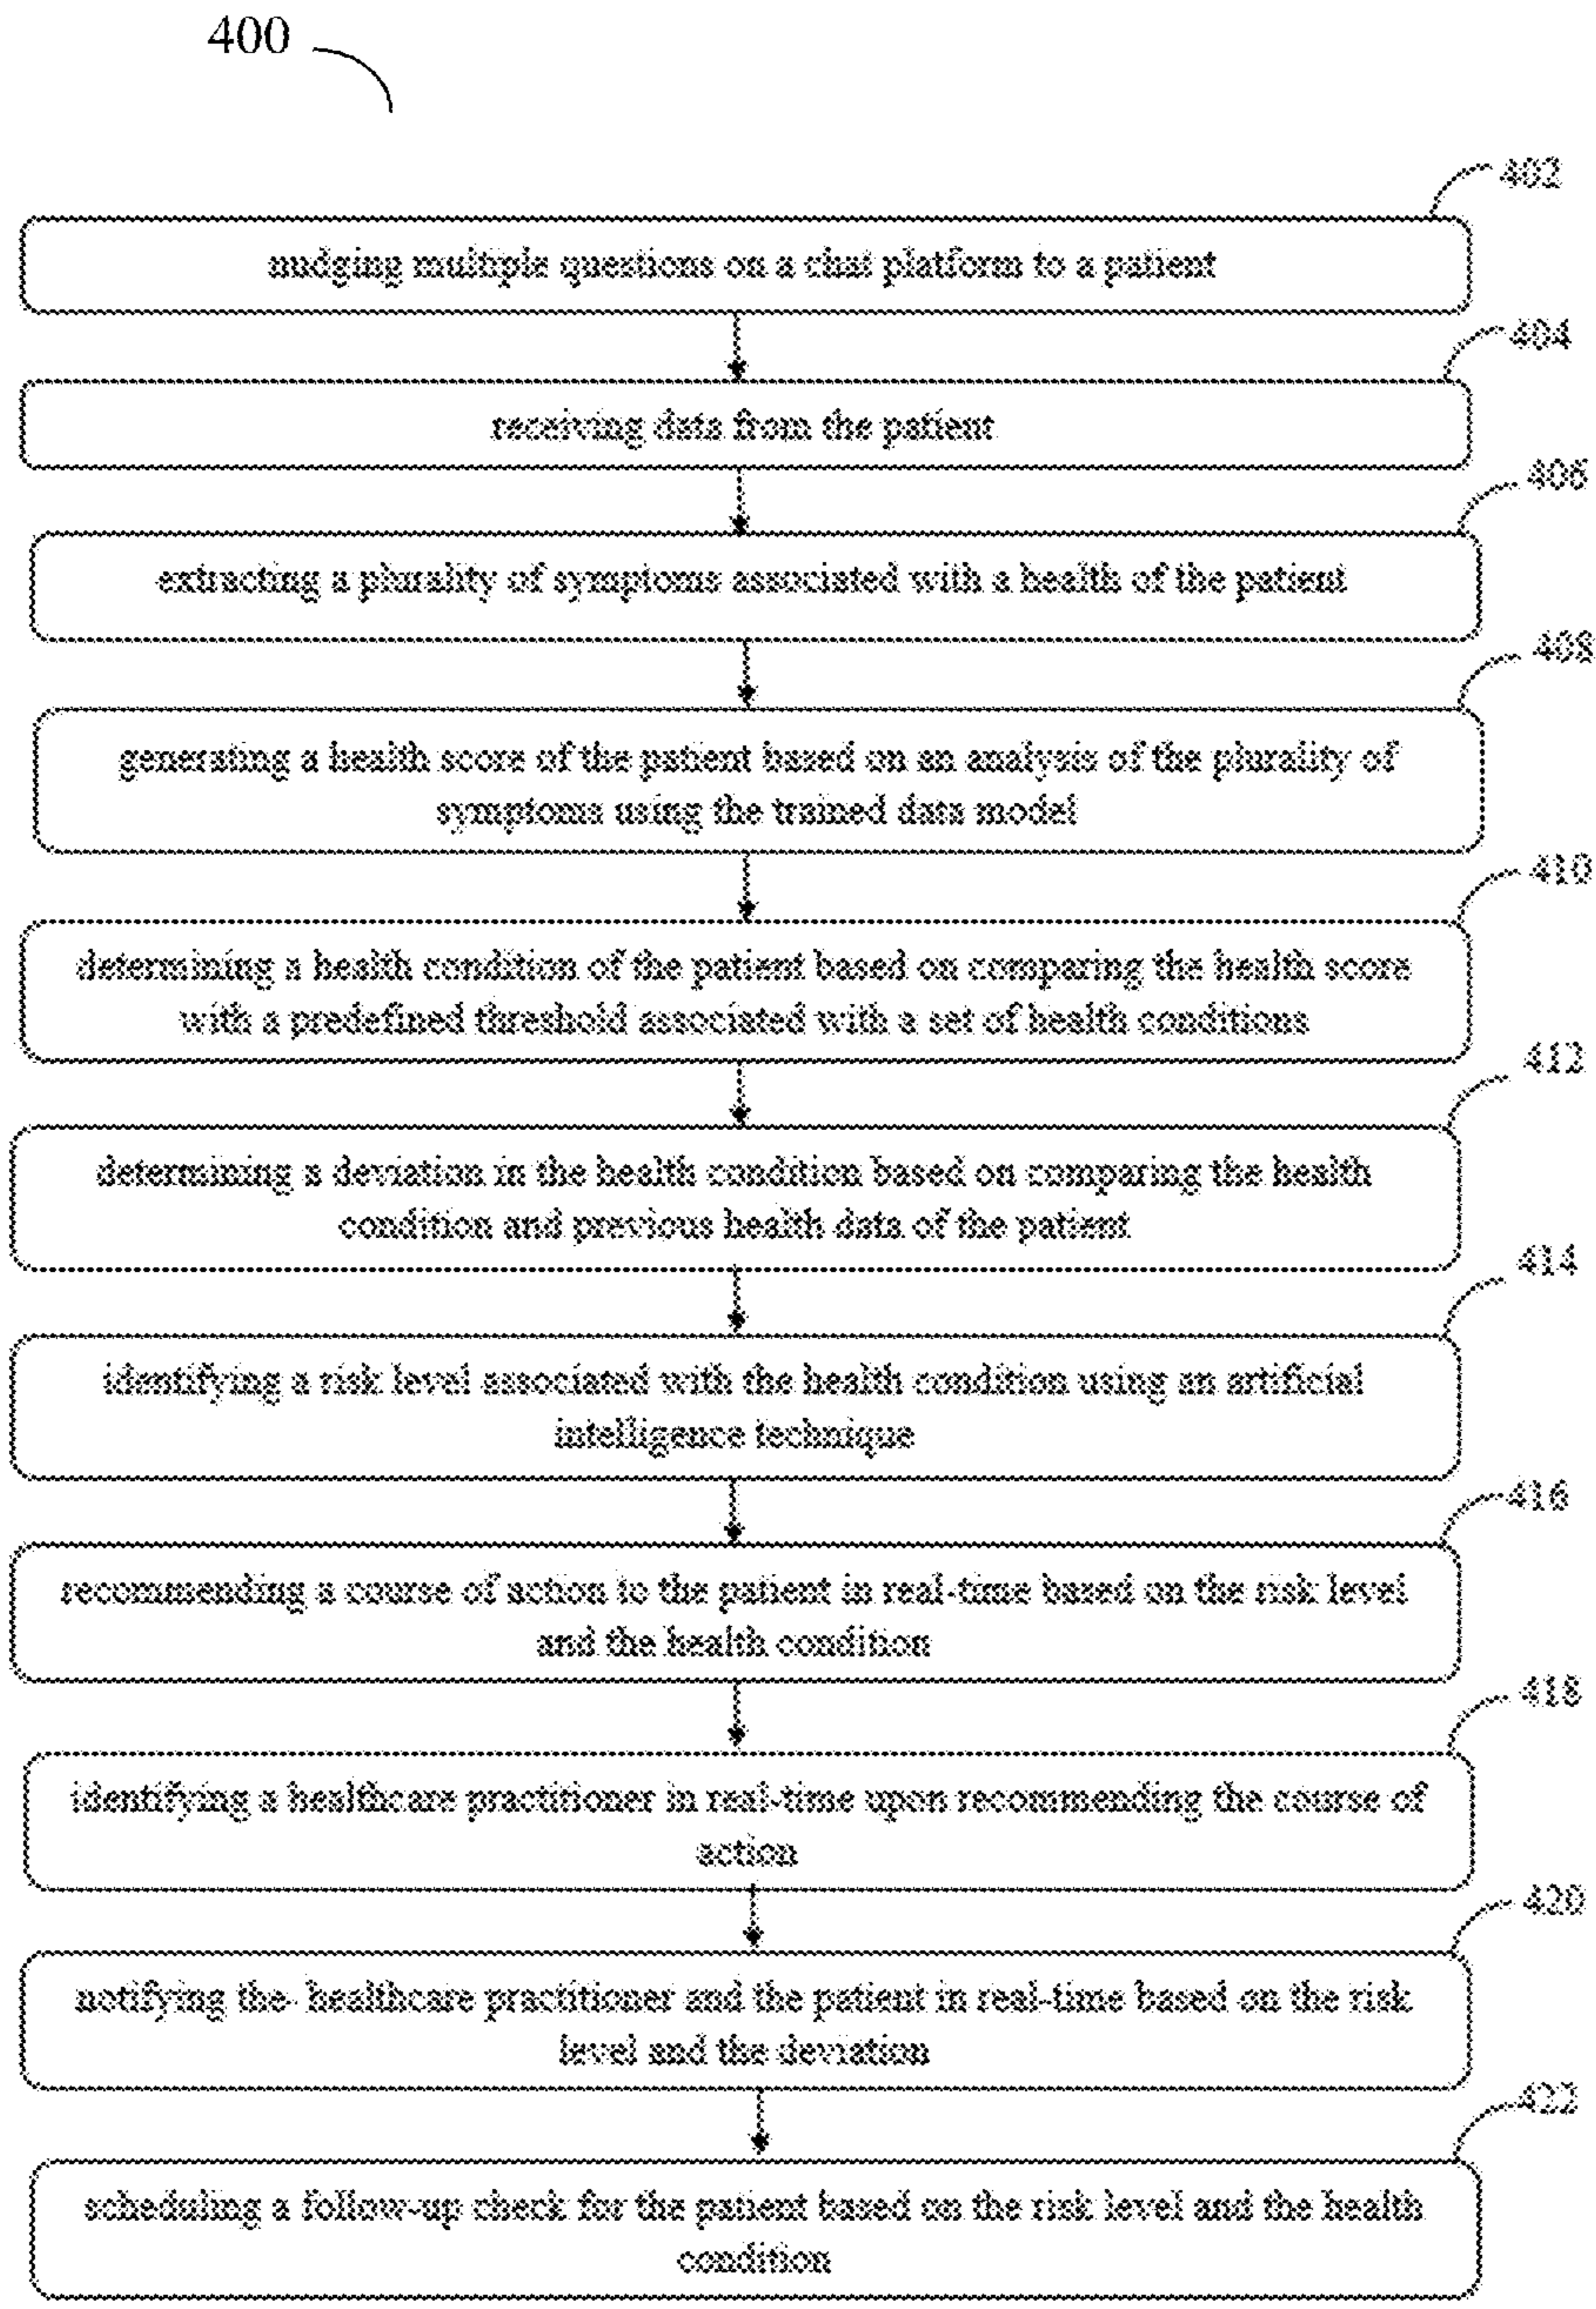 400
402
nudging multiple questions on a chat platform to a patient
404
receiving data from the patient
406
extracting a plurality of symptoms associated with a health of the patient
408
generating a health score of the patient based on an analysis of the plurality of
symptoms using the trained data model
410
determining a health condition of the patient based on comparing the health score
with a predefined threshold associated with a set of health conditions
412
determining a deviation in the health condition based on comparing the health
condition and previous health data of the patient
414
identifying a risk level associated with the health condition using an artificial
intelligence technique
416
recommending a course of action to the patient in real-time based on the risk level
and the health condition
418
identifying a healthcare practitioner in real-time upon recommending the course of
action
420
notifying the- healthcare practitioner and the patient in real-time based on the risk
level and the deviation
422
scheduling a follow-up check for the patient based on the risk level and the health
condition